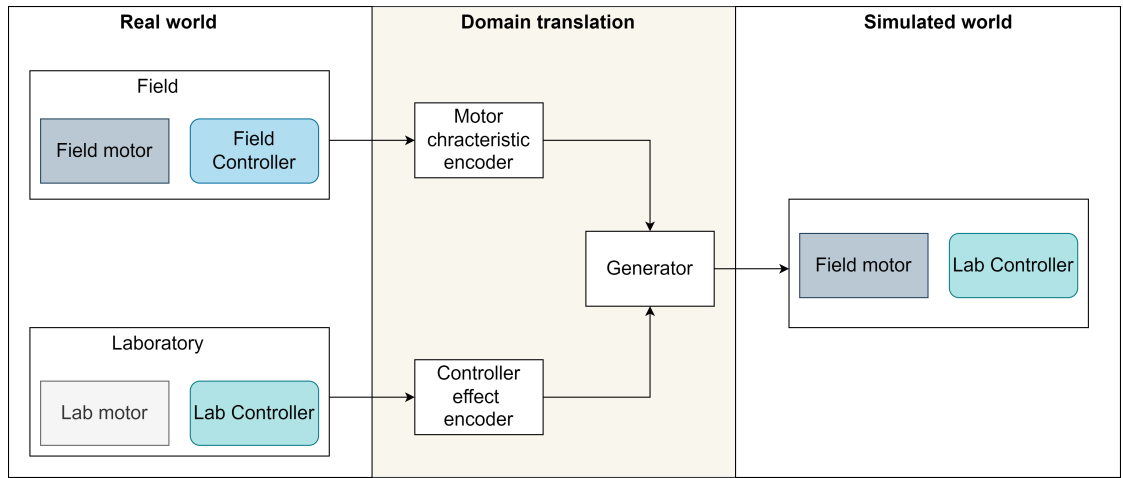 Real world
Domain translation
Simulated world
Field
Field motor
Field
Controller
Motor
chracteristic
encoder
Generator
Field motor
Lab Controller
Laboratory
Lab motor
Lab Controller
Controller
effect
encoder